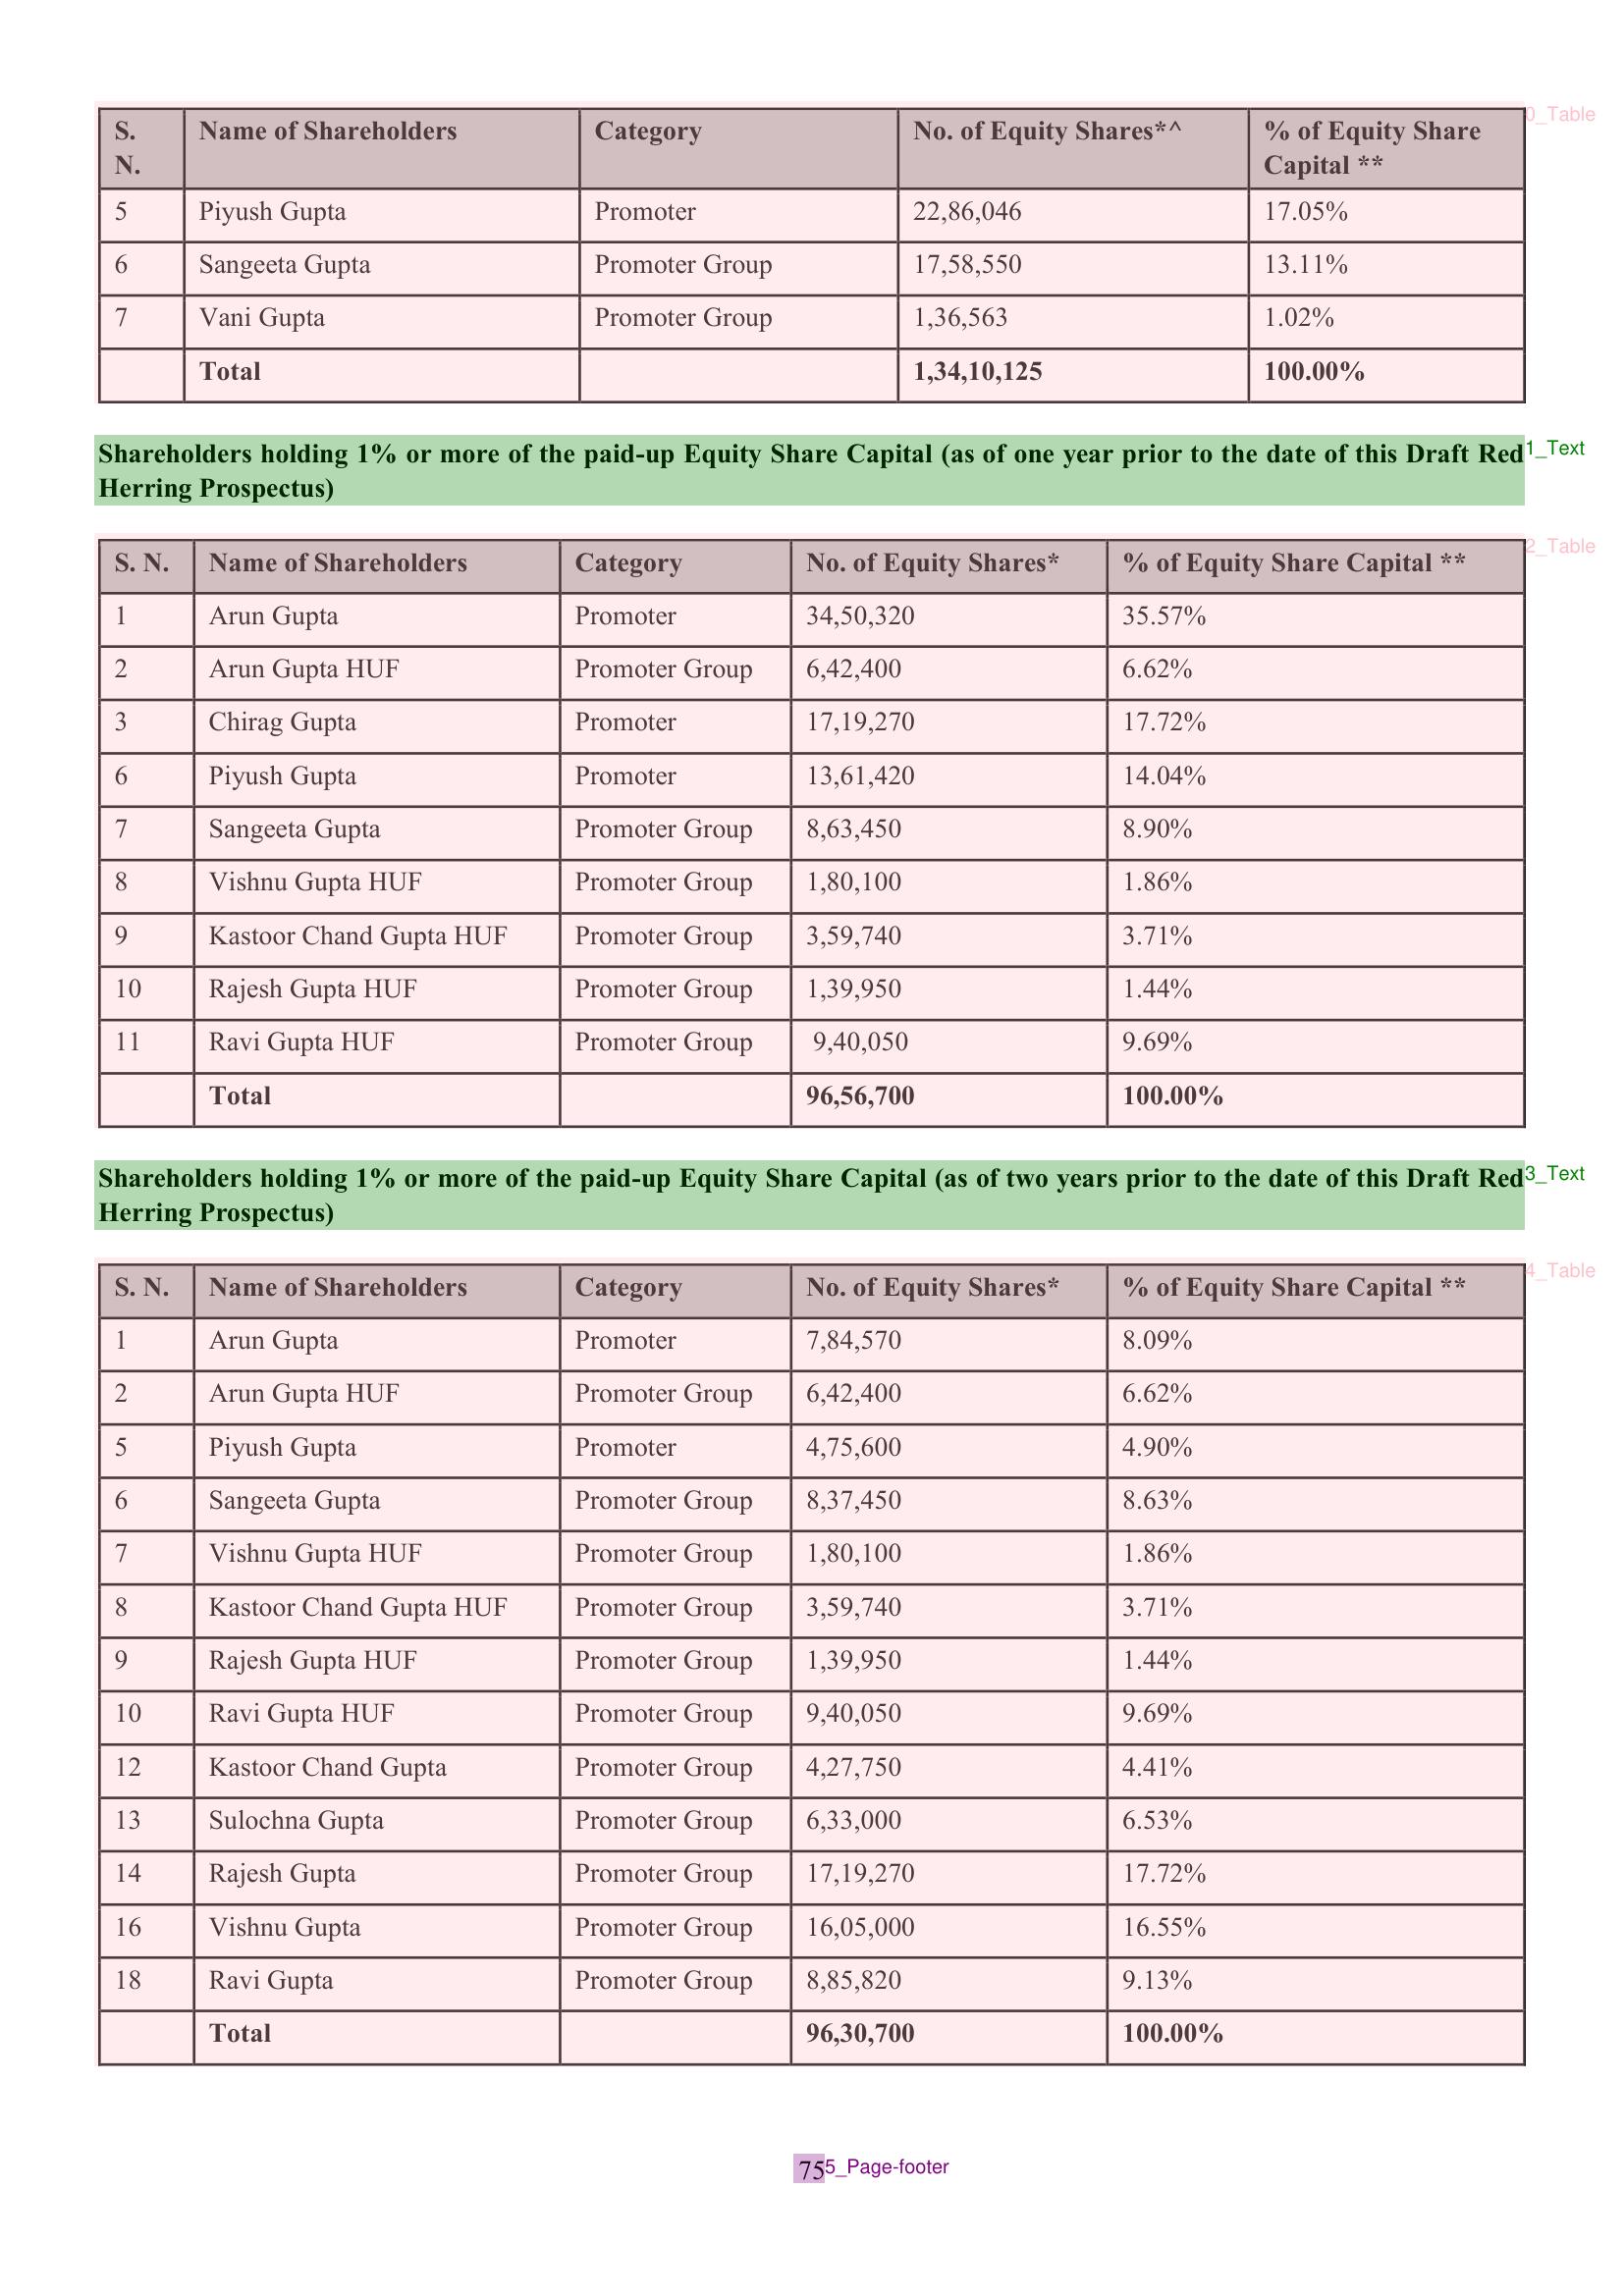 S. N. Name of Shareholders Category No. of Equity Shares*^ % of Equity Share Capital **
0_Table
5 Piyush Gupta Promoter 22,86,046 17.05%
6 Sangeeta Gupta Promoter Group 17,58,550 13.11%
7 Vani Gupta Promoter Group 1,36,563 1.02%
Total 1,34,10,125 100.00%
Shareholders holding 1% or more of the paid-up Equity Share Capital (as of one year prior to the date of this Draft Red
1_Text
Herring Prospectus)
S. N. Name of Shareholders Category No. of Equity Shares* % of Equity Share Capital **
2_Table
1 Arun Gupta Promoter 34,50,320 35.57%
2 Arun Gupta HUF Promoter Group 6,42,400 6.62%
3 Chirag Gupta Promoter 17,19,270 17.72%
6 Piyush Gupta Promoter 13,61,420 14.04%
7 Sangeeta Gupta Promoter Group 8,63,450 8.90%
8 Vishnu Gupta HUF Promoter Group 1,80,100 1.86%
9 Kastoor Chand Gupta HUF Promoter Group 3,59,740 3.71%
10 Rajesh Gupta HUF Promoter Group 1,39,950 1.44%
11 Ravi Gupta HUF Promoter Group 9,40,050 9.69%
Total 96,56,700 100.00%
Shareholders holding 1% or more of the paid-up Equity Share Capital (as of two years prior to the date of this Draft Red
3_Text
Herring Prospectus)
S. N. Name of Shareholders Category No. of Equity Shares* % of Equity Share Capital **
4_Table
1 Arun Gupta Promoter 7,84,570 8.09%
2 Arun Gupta HUF Promoter Group 6,42,400 6.62%
5 Piyush Gupta Promoter 4,75,600 4.90%
6 Sangeeta Gupta Promoter Group 8,37,450 8.63%
7 Vishnu Gupta HUF Promoter Group 1,80,100 1.86%
8 Kastoor Chand Gupta HUF Promoter Group 3,59,740 3.71%
9 Rajesh Gupta HUF Promoter Group 1,39,950 1.44%
10 Ravi Gupta HUF Promoter Group 9,40,050 9.69%
12 Kastoor Chand Gupta Promoter Group 4,27,750 4.41%
13 Sulochna Gupta Promoter Group 6,33,000 6.53%
14 Rajesh Gupta Promoter Group 17,19,270 17.72%
16 Vishnu Gupta Promoter Group 16,05,000 16.55%
18 Ravi Gupta Promoter Group 8,85,820 9.13%
Total 96,30,700 100.00%
75
5_Page-footer